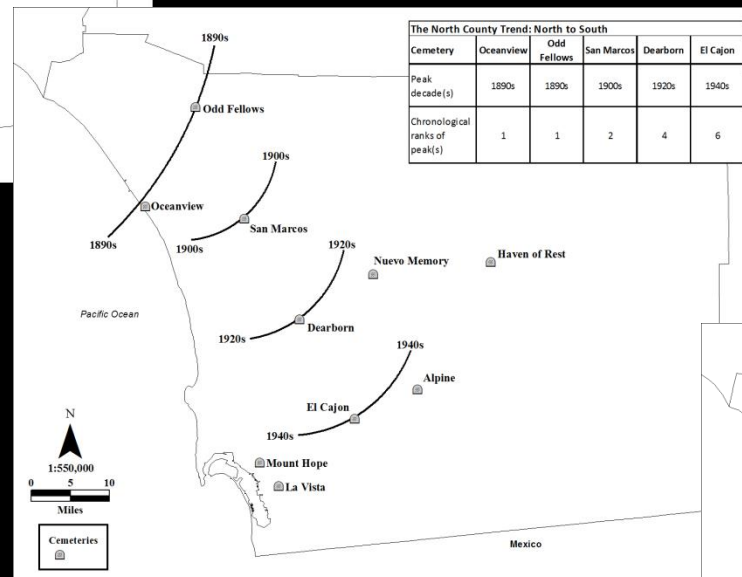 The North County Trend: North to South
Cemetery Oceanview Odd Fellows San Marcos Dearborn El Cajon
Peak decade(s) 1890s 1890s 1900s 1920s 1940s
Chronological ranks of peak(s) 1 1 2 4 6
1890s
Odd Fellows
1900s
Oceanview
San Marcos
1890s
1900s
1920s
Nuevo Memory
Haven of Rest
Pacific Ocean
Dearborn
1920s
1940s
Alpine
El Cajon
1940s
N
Mount Hope
1:550,000
0 5 10
Miles
La Vista
Cemeteries
Mexico